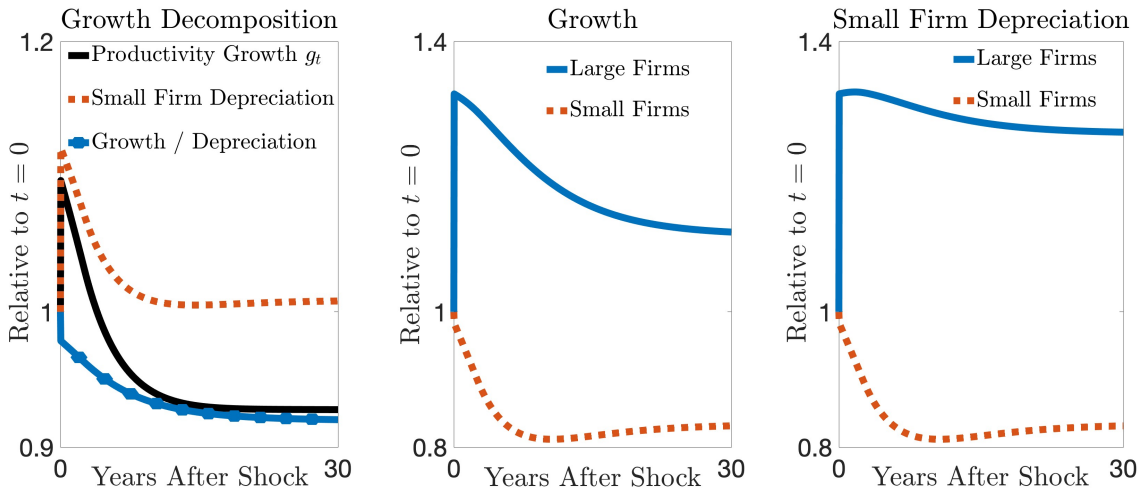 Growth Decomposition
1.2
Productivity Growth g_t
Small Firm Depreciation
Growth / Depreciation
Relative to t = 0
1
0.9
0
30
Years After Shock
Growth
1.4
Large Firms
Small Firms
Relative to t = 0
1
0.8
0
30
Years After Shock
Small Firm Depreciation
1.4
Large Firms
Small Firms
Relative to t = 0
1
0.8
0
30
Years After Shock